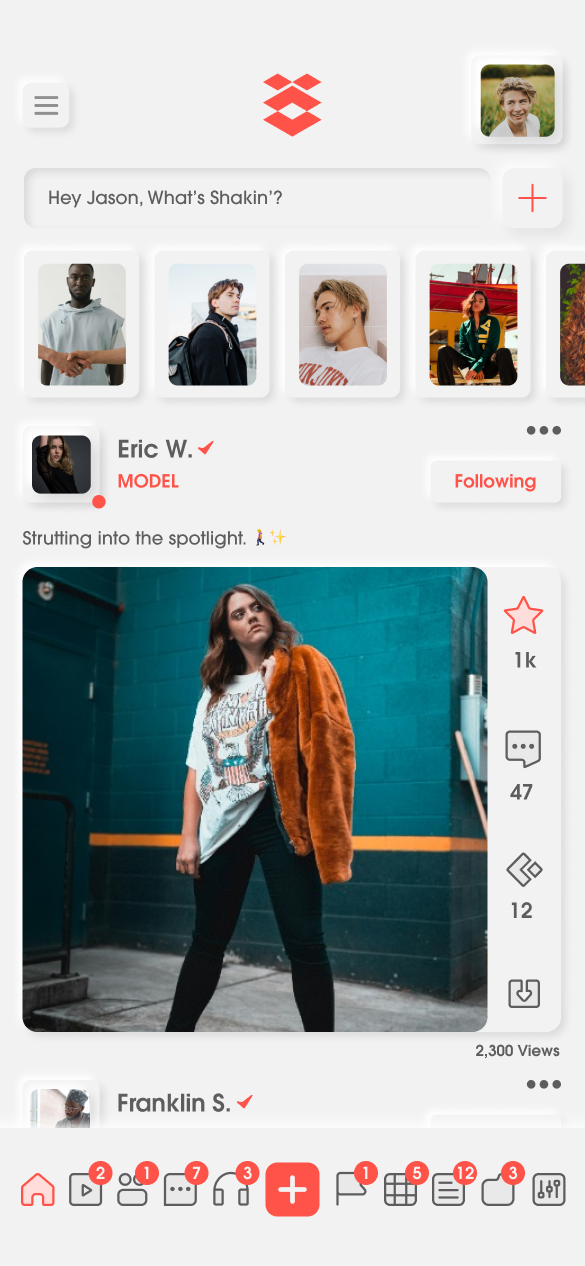 Hey Jason, What's Shakin'?
Eric W.
MODEL
Following
Strutting into the spotlight. 🚶‍♀️✨
1k
47
12
2,300 Views
Franklin S.
2
1
7
3
1
5
12
3